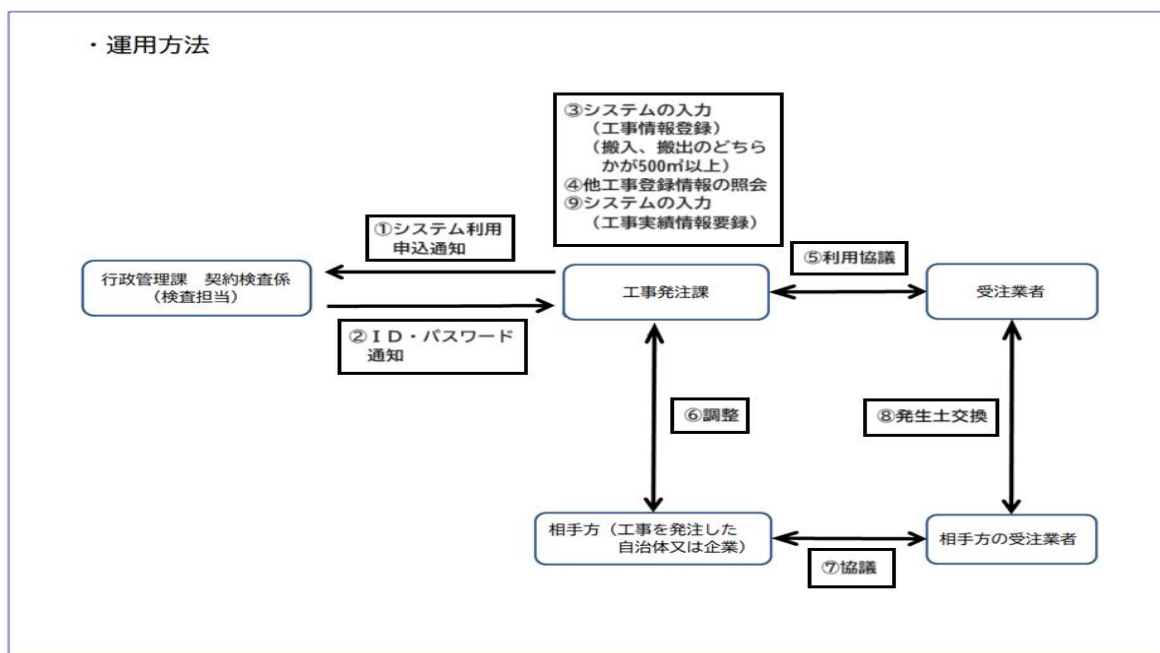 ・運用方法
③システムの入力
（工事情報登録）
（搬入、搬出のどちら
かが500㎥以上）
④他工事登録情報の照会
⑨システムの入力
（工事実績情報要録）
①システム利用
申込通知
⑤利用協議
行政管理課　契約検査係
（検査担当）
工事発注課
受注業者
②ＩＤ・パスワード
通知
⑥調整
⑧発生土交換
相手方（工事を発注した
自治体又は企業）
相手方の受注業者
⑦協議